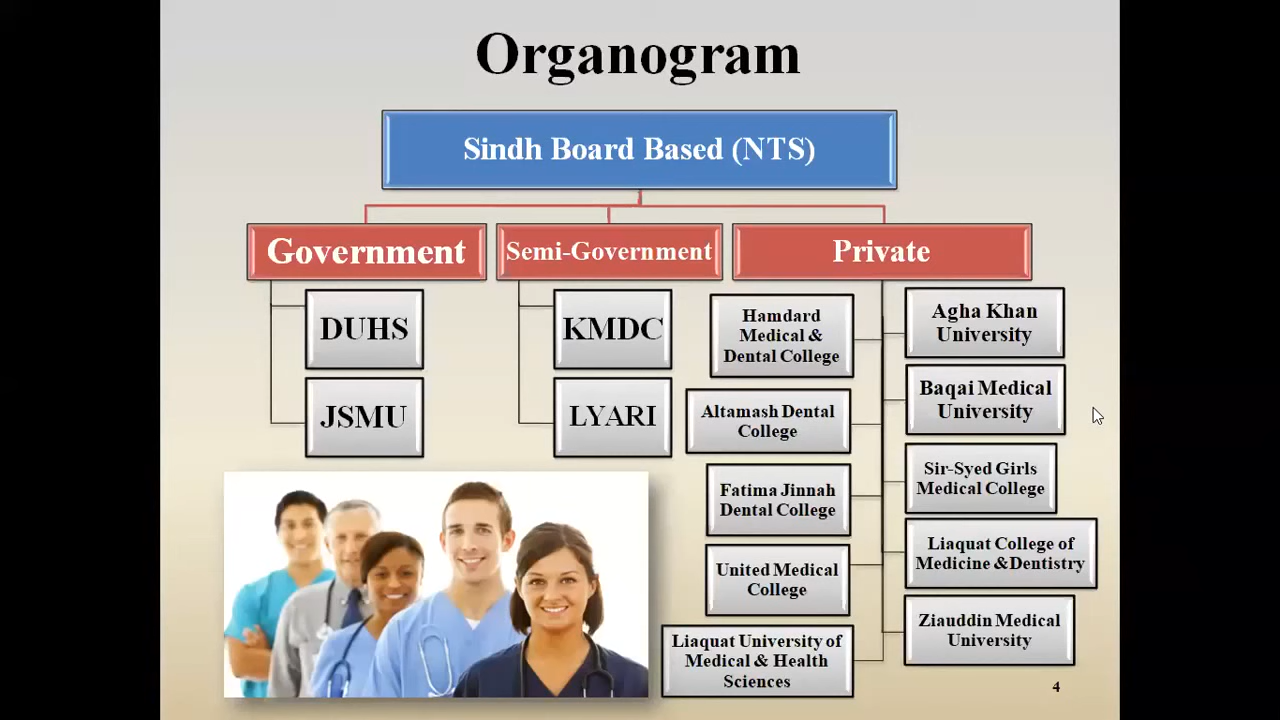 Organogram
Sindh Board Based (NTS)
Government
Semi-Government
Private
DUHS
JSMU
KMDC
LYARI
Hamdard
Medical &
Dental College
Altamash Dental
College
Fatima Jinnah
Dental College
United Medical
College
Liaquat University of
Medical & Health
Sciences
Agha Khan
University
Baqai Medical
University
Sir-Syed Girls
Medical College
Liaquat College of
Medicine &Dentistry
Ziauddin Medical
University
4